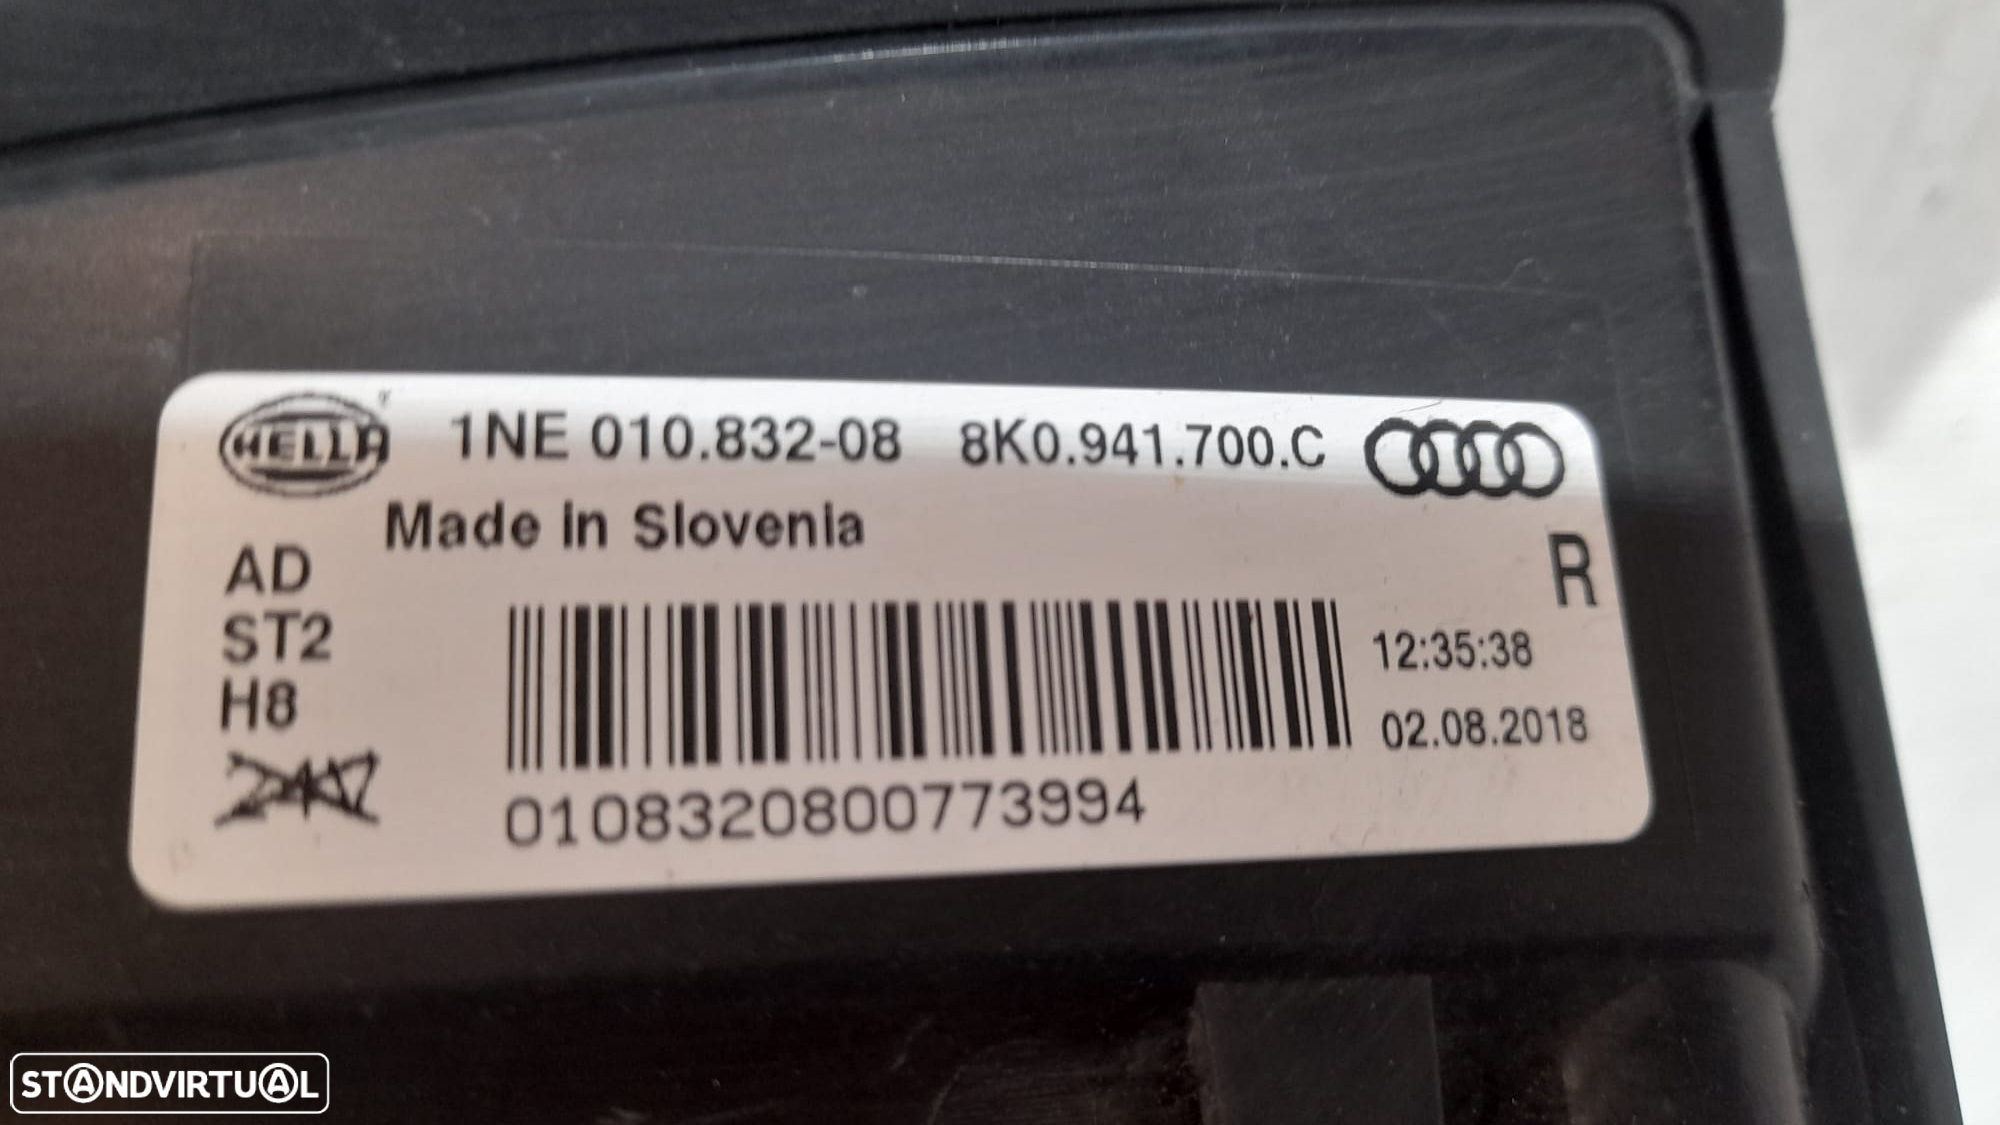 HELLA 1NE 010.832-08 8K0.941.700.C
Made in Slovenia
R
AD
ST2
H8
12:35:38
02.08.2018
0108320800773994
STANDVIRTUAL